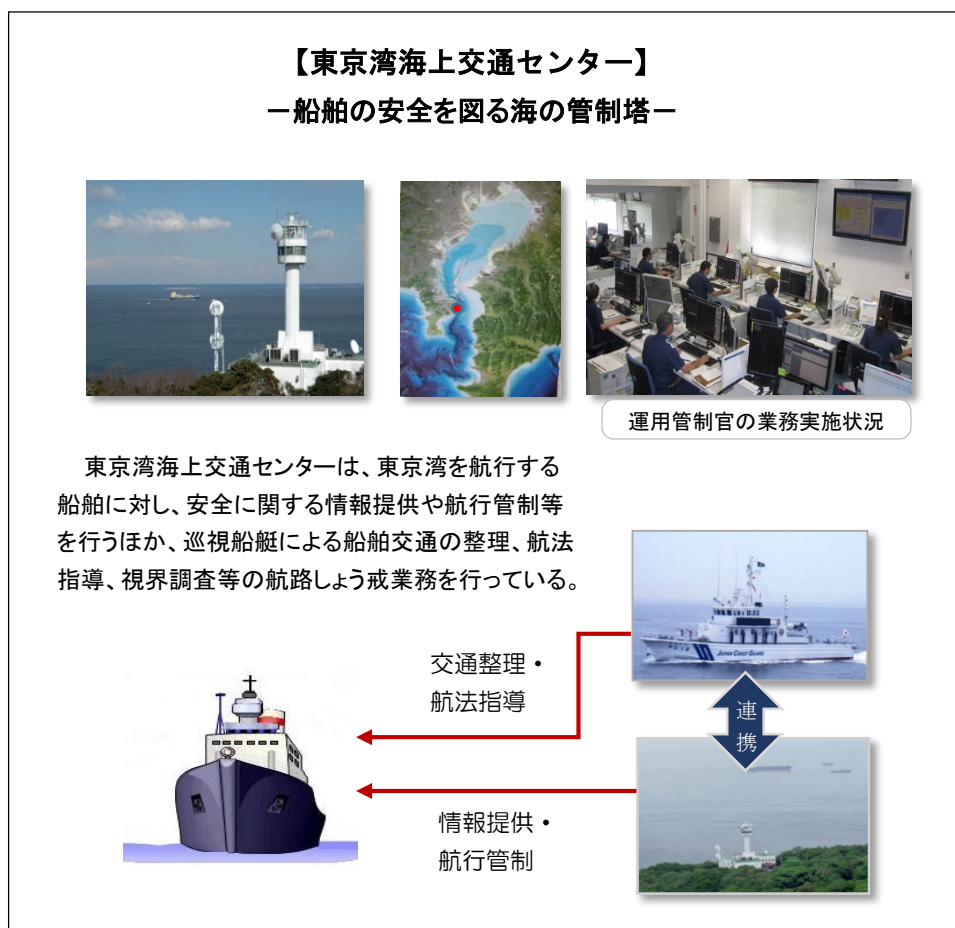 【東京湾海上交通センター】
－船舶の安全を図る海の管制塔－
運用管制官の業務実施状況
東京湾海上交通センターは、東京湾を航行する
船舶に対し、安全に関する情報提供や航行管制等
を行うほか、巡視船艇による船舶交通の整理、航法
指導、視界調査等の航路しょう戒業務を行っている。
JAPAN COAST GUARD
交通整理・
航法指導
連
携
情報提供・
航行管制